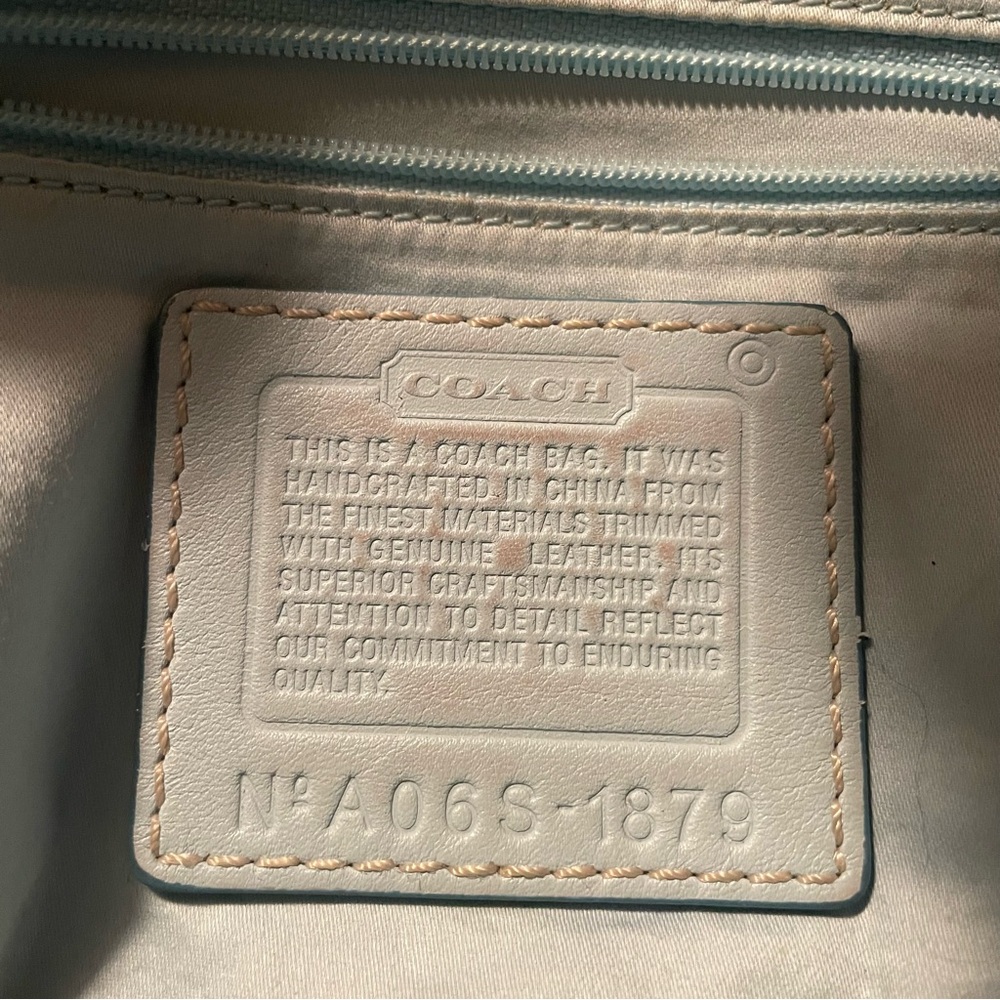 COACH
THIS IS A COACH BAG. IT WAS
HANDCRAFTED IN CHINA FROM
THE FINEST MATERIALS TRIMMED
WITH GENUINE LEATHER. ITS
SUPERIOR CRAFTSMANSHIP AND
ATTENTION TO DETAIL REFLECT
OUR COMMITMENT TO ENDURING
QUALITY.
Nº A06S-1879